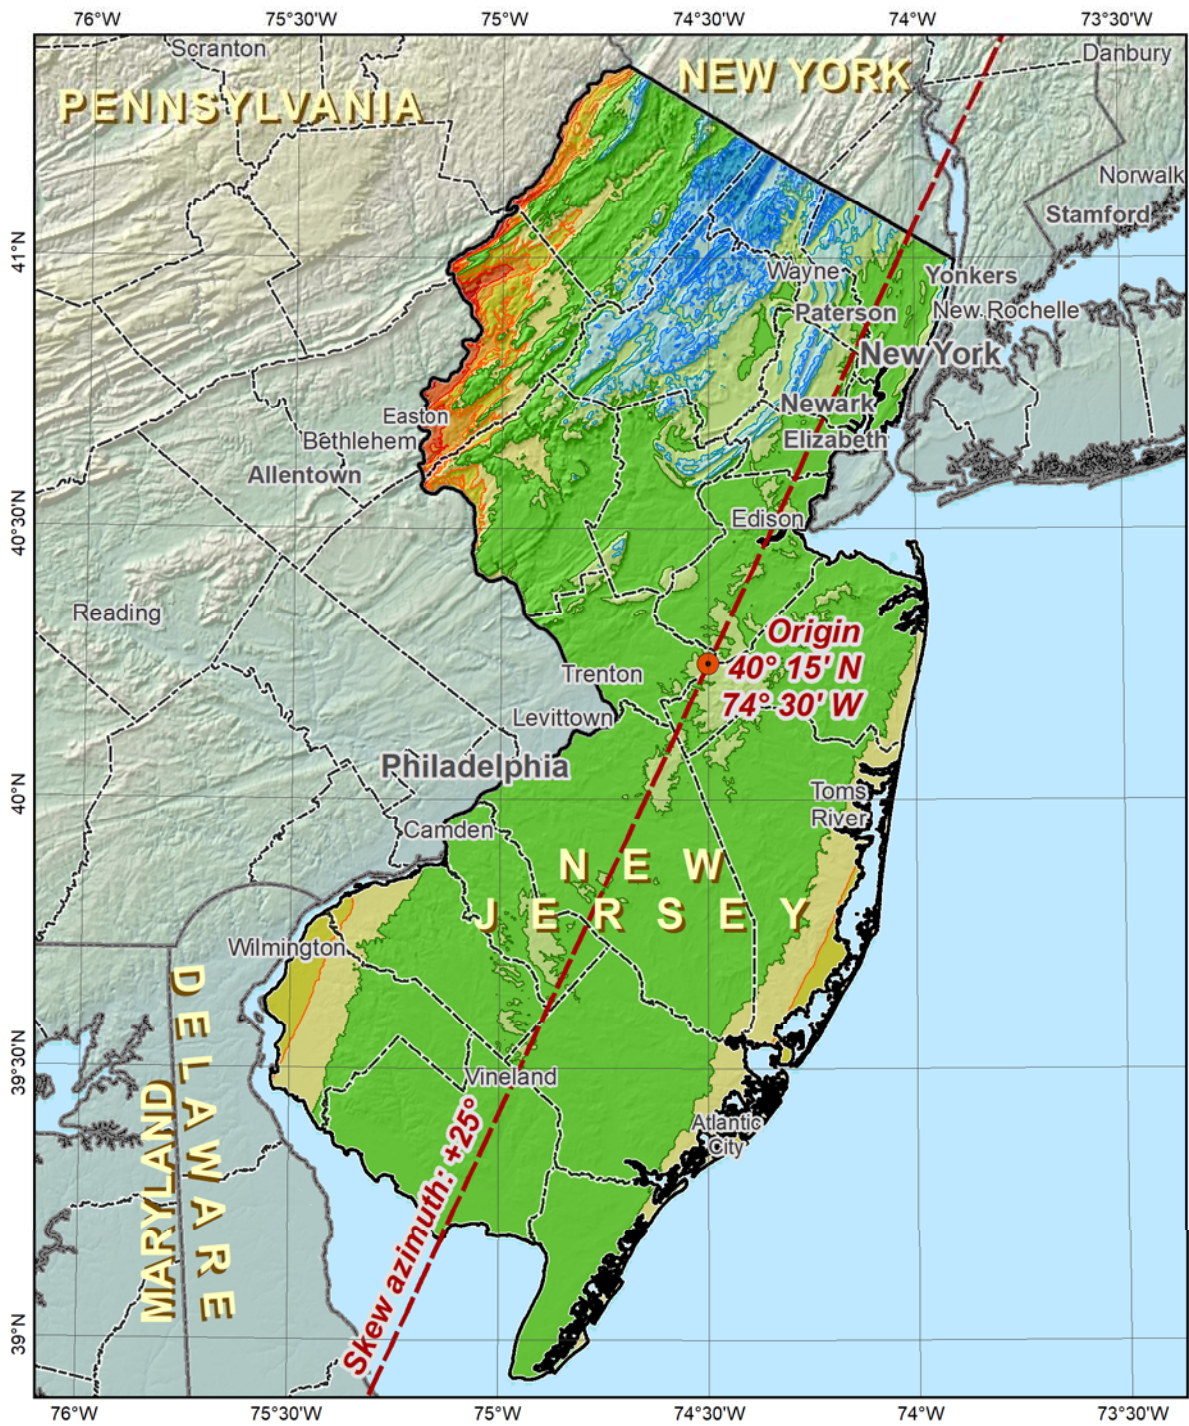 76°W 75°30'W 75°W 74°30'W 74°W 73°30'W
Scranton
Danbury
PENNSYLVANIA
NEW YORK
Norwalk
Stamford
41°N
Wayne
Yonkers
Paterson
New Rochelle
New York
Newark
Easton
Bethlehem
Elizabeth
Allentown
Edison
40°30'N
Reading
Origin
40° 15' N
74° 30' W
Trenton
Levittown
Philadelphia
Toms
River
40°N
Camden
NEW
JERSEY
Wilmington
DELAWARE
MARYLAND
39°30'N
Vineland
Atlantic
City
Skew azimuth: +25°
39°N
76°W 75°30'W 75°W 74°30'W 74°W 73°30'W